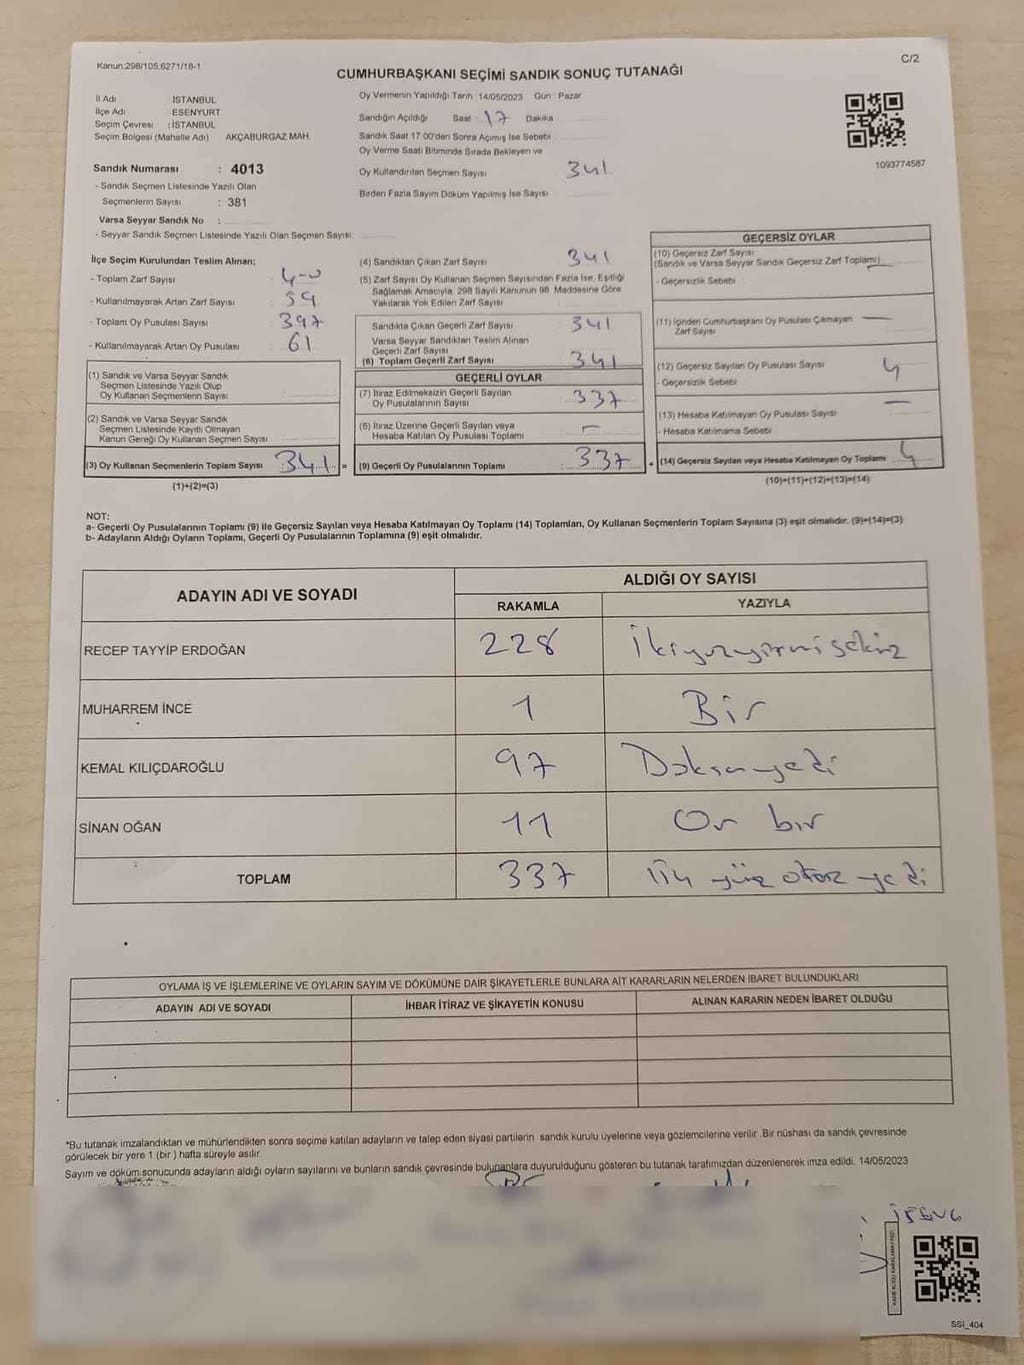 Kanun:298/105,6271/18-1
C/2
CUMHURBAŞKANI SEÇİMİ SANDIK SONUÇ TUTANAĞI
İl Adı : İSTANBUL
İlçe Adı : ESENYURT
Seçim Çevresi : İSTANBUL
Seçim Bölgesi (Mahalle Adı) AKÇABURGAZ MAH.
Sandık Numarası : 4013
- Sandık Seçmen Listesinde Yazılı Olan
Seçmenlerin Sayısı : 381
Varsa Seyyar Sandık No :
- Seyyar Sandık Seçmen Listesinde Yazılı Olan Seçmen Sayısı:
Oy Vermenin Yapıldığı Tarih : 14/05/2023 Gün : Pazar
Sandığın Açıldığı Saat : 17 Dakika
Sandık Saat 17.00'den Sonra Açımış İse Sebebi
Oy Verme Saati Bitiminde Sırada Bekleyen ve
Oy Kullandırılan Seçmen Sayısı 341
Birden Fazla Sayım Döküm Yapılmış İse Sayısı
1093774587
İlçe Seçim Kurulundan Teslim Alınan;
- Toplam Zarf Sayısı
- Kullanılmayarak Artan Zarf Sayısı : 59
- Toplam Oy Pusulası Sayısı : 397
- Kullanılmayarak Artan Oy Pusulası : 61
(1) Sandık ve Varsa Seyyar Sandık
Seçmen Listesinde Yazılı Olup
Oy Kullanan Seçmenlerin Sayısı :
(2) Sandık ve Varsa Seyyar Sandık
Seçmen Listesinde Kayıtlı Olmayan
Kanun Gereği Oy Kullanan Seçmen Sayısı :
(3) Oy Kullanan Seçmenlerin Toplam Sayısı 341 =
(1)+(2)=(3)
(4) Sandıktan Çıkan Zarf Sayısı : 341
(5) Zarf Sayısı Oy Kullanan Seçmen Sayısından Fazla İse, Eşitliği
Sağlamak Amacıyla, 298 Sayılı Kanunun 98. Maddesine Göre
Yakılarak Yok Edilen Zarf Sayısı
Sandıkta Çıkan Geçerli Zarf Sayısı : 341
Varsa Seyyar Sandıktan Teslim Alınan
Geçerli Zarf Sayısı
(6) Toplam Geçerli Zarf Sayısı : 341
GEÇERLİ OYLAR
(7) İtiraz Edilmeksizin Geçerli Sayılan
Oy Pusulalarının Sayısı : 337
(8) İtiraz Üzerine Geçerli Sayılan veya
Hesaba Katılan Oy Pusulası Toplamı : -
(9) Geçerli Oy Pusulalarının Toplamı : 337 +
GEÇERSİZ OYLAR
(10) Geçersiz Zarf Sayısı
(Sandık ve Varsa Seyyar Sandık Geçersiz Zarf Toplamı)
- Geçersizlik Sebebi :
(11) İçinden Cumhurbaşkanı Oy Pusulası Çıkmayan —
Zarf Sayısı
(12) Geçersiz Sayılan Oy Pusulası Sayısı 4
- Geçersizlik Sebebi :
(13) Hesaba Katılmayan Oy Pusulası Sayısı —
- Hesaba Katılmama Sebebi
(14) Geçersiz Sayılan veya Hesaba Katılmayan Oy Toplamı 4
(10)+(11)+(12)+(13)=(14)
NOT:
a- Geçerli Oy Pusulalarının Toplamı (9) ile Geçersiz Sayılan veya Hesaba Katılmayan Oy Toplamı (14) Toplamları, Oy Kullanan Seçmenlerin Toplam Sayısına (3) eşit olmalıdır. (9)+(14)=(3)
b- Adayların Aldığı Oyların Toplamı, Geçerli Oy Pusulalarının Toplamına (9) eşit olmalıdır.
ADAYIN ADI VE SOYADI
ALDIĞI OY SAYISI
RAKAMLA YAZIYLA
RECEP TAYYİP ERDOĞAN 228 İkiyüzyirmisekiz
MUHARREM İNCE 1 Bir
KEMAL KILIÇDAROĞLU 97 Doksanyedi
SİNAN OĞAN 11 On bir
TOPLAM 337 üç yüz otuz yedi
OYLAMA İŞ VE İŞLEMLERİNE VE OYLARIN SAYIM VE DÖKÜMÜNE DAİR ŞİKAYETLERLE BUNLARA AİT KARARLARIN NELERDEN İBARET BULUNDUKLARI
ADAYIN ADI VE SOYADI İHBAR İTİRAZ VE ŞİKAYETİN KONUSU ALINAN KARARIN NEDEN İBARET OLDUĞU
*Bu tutanak imzalandıktan ve mühürlendikten sonra seçime katılan adayların ve talep eden siyasi partilerin sandık kurulu üyelerine veya gözlemcilerine verilir. Bir nüshası da sandık çevresinde
görülecek bir yere 1 (bir ) hafta süreyle asılır.
Sayım ve döküm sonucunda adayların aldığı oyların sayılarını ve bunların sandık çevresinde bulunanlara duyurulduğunu gösteren bu tutanak tarafımızdan düzenlenerek imza edildi. 14/05/2023
SSI_404